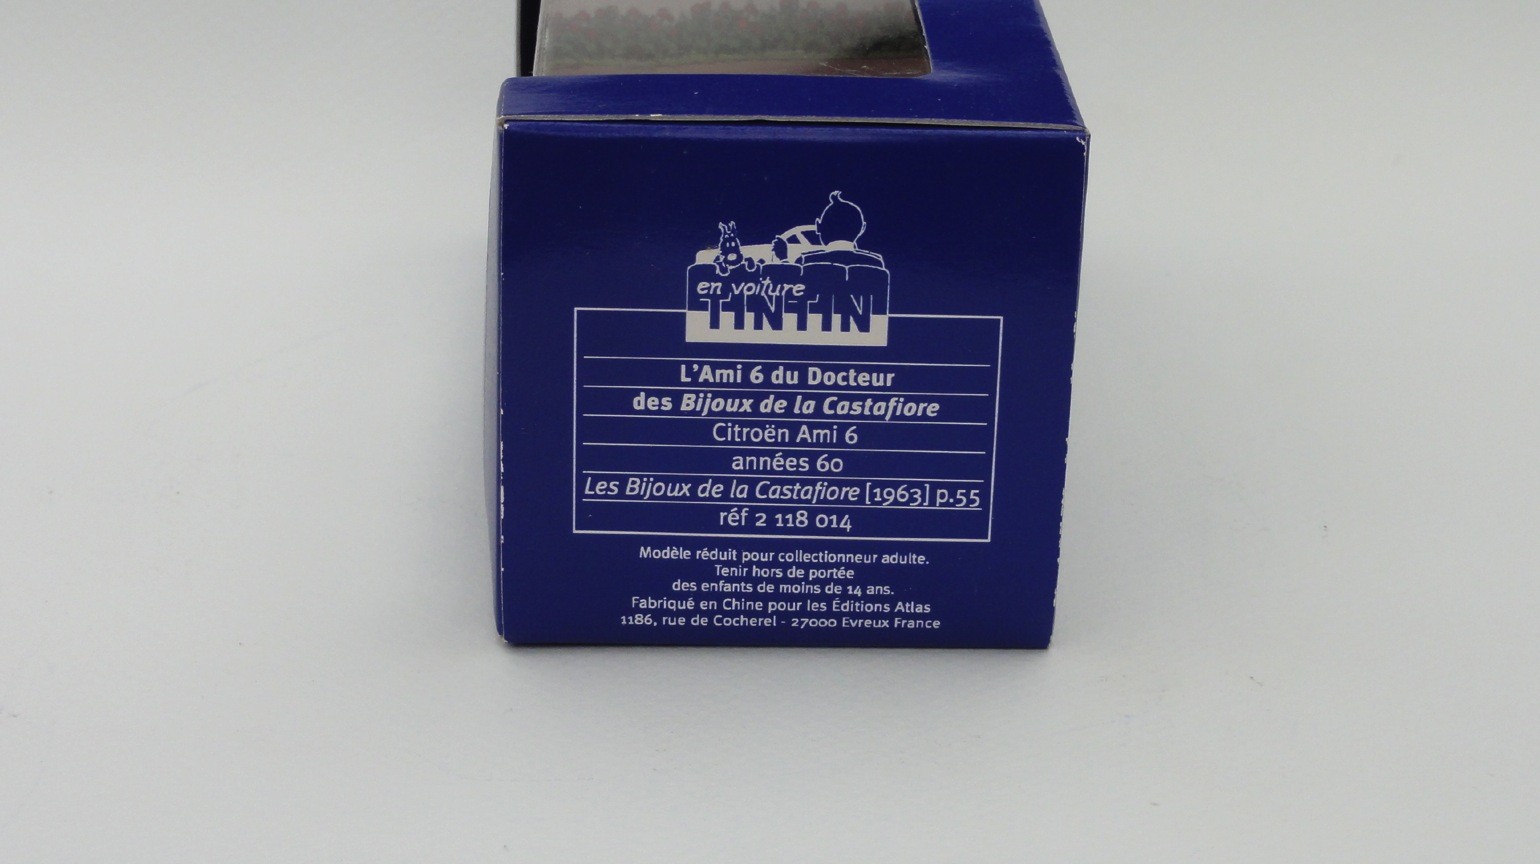 en voiture
TINTIN
L'Ami 6 du Docteur
des Bijoux de la Castafiore
Citroën Ami 6
années 60
Les Bijoux de la Castafiore [1963] p.55
réf 2 118 014
Modèle réduit pour collectionneur adulte.
Tenir hors de portée
des enfants de moins de 14 ans.
Fabriqué en Chine pour les Éditions Atlas
1186, rue de Cocherel - 27000 Evreux France